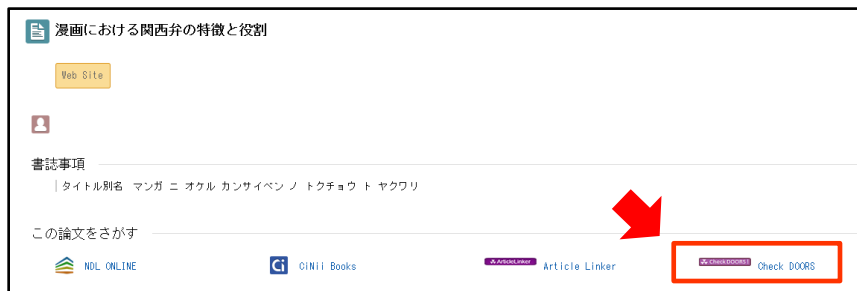 漫画における関西弁の特徴と役割
Web Site
書誌事項
タイトル別名 マンガ ニ オケル カンサイベン ノ トクチョウ ト ヤクワリ
この論文をさがす
NDL ONLINE Ci CiNii Books ArticleLinker Article Linker CheckDOORS! Check DOORS